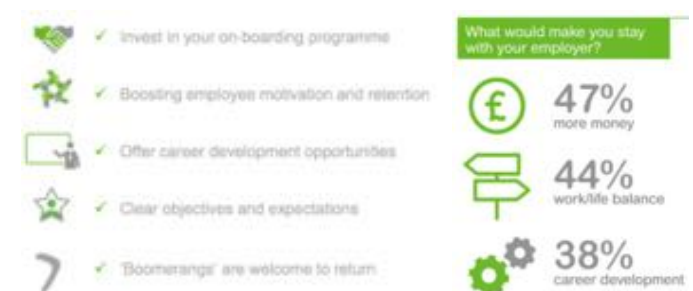 Invest in your on-boarding programme
Boosting employee motivation and retention
Offer career development opportunities
Clear objectives and expectations
'Boomerangs' are welcome to return
What would make you stay
with your employer?
£
47%
more money
44%
work/life balance
38%
career development